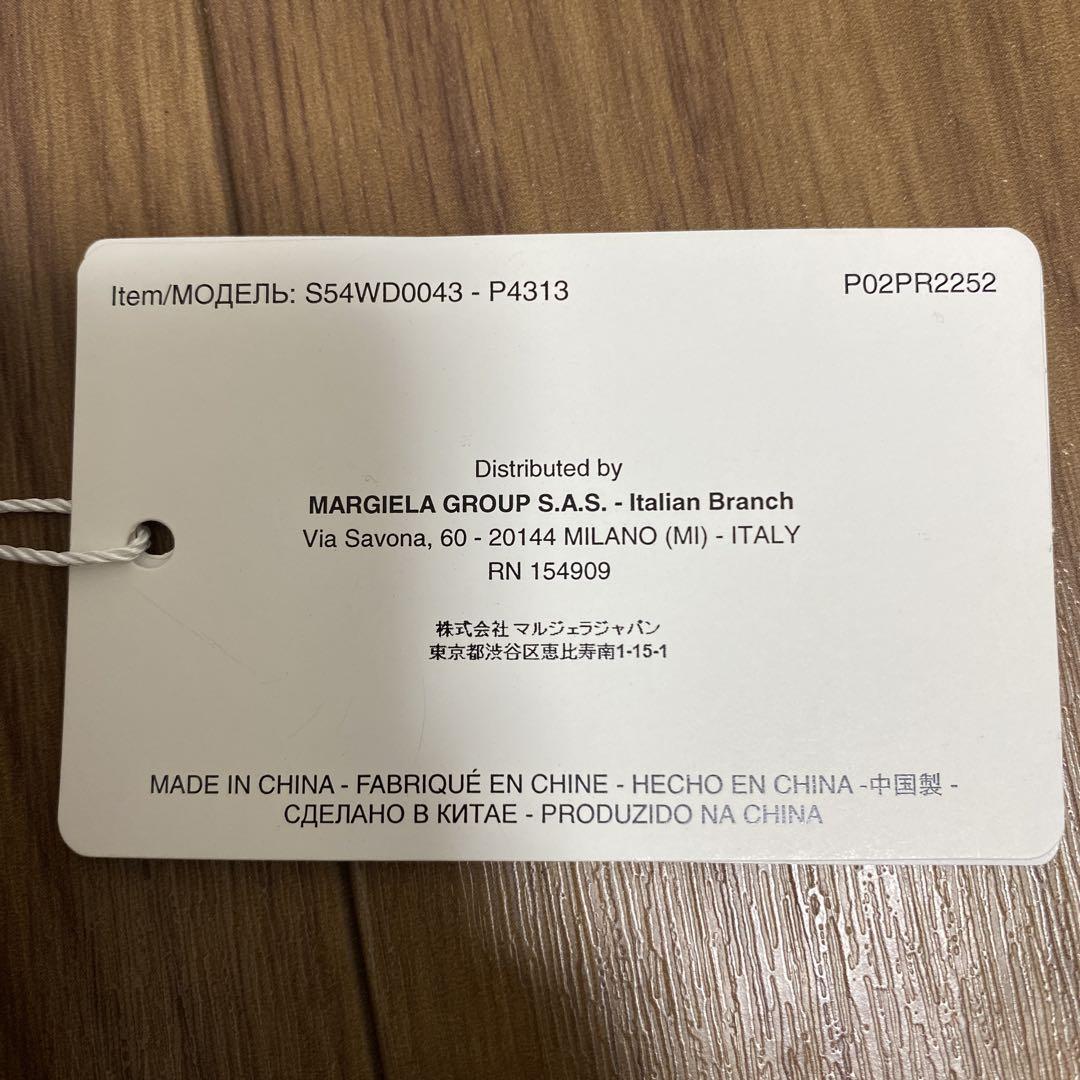 Item/МОДЕЛЬ: S54WD0043 - P4313
P02PR2252
Distributed by
MARGIELA GROUP S.A.S. - Italian Branch
Via Savona, 60 - 20144 MILANO (MI) - ITALY
RN 154909
株式会社 マルジェラジャパン
東京都渋谷区恵比寿南1-15-1
MADE IN CHINA - FABRIQUÉ EN CHINE - HECHO EN CHINA -中国製 -
СДЕЛАНО В КИТАЕ - PRODUZIDO NA CHINA